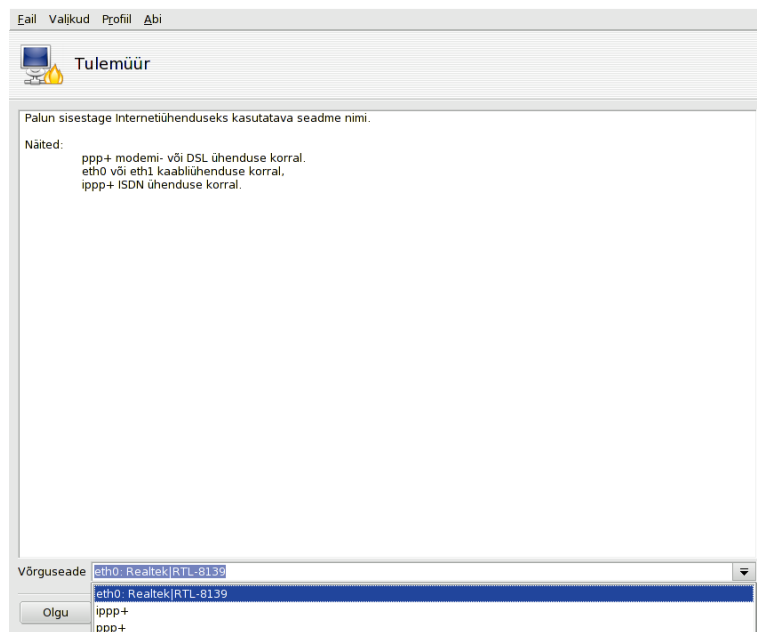 Fail Valikud Profiil Abi
Tulemüür
Palun sisestage Internetiühenduseks kasutatava seadme nimi.
Näited:
ppp+ modemi- või DSL ühenduse korral.
eth0 või eth1 kaabliühenduse korral,
ippp+ ISDN ühenduse korral.
Võrguseade eth0: Realtek|RTL-8139
eth0: Realtek|RTL-8139
Olgu ippp+
ppp+